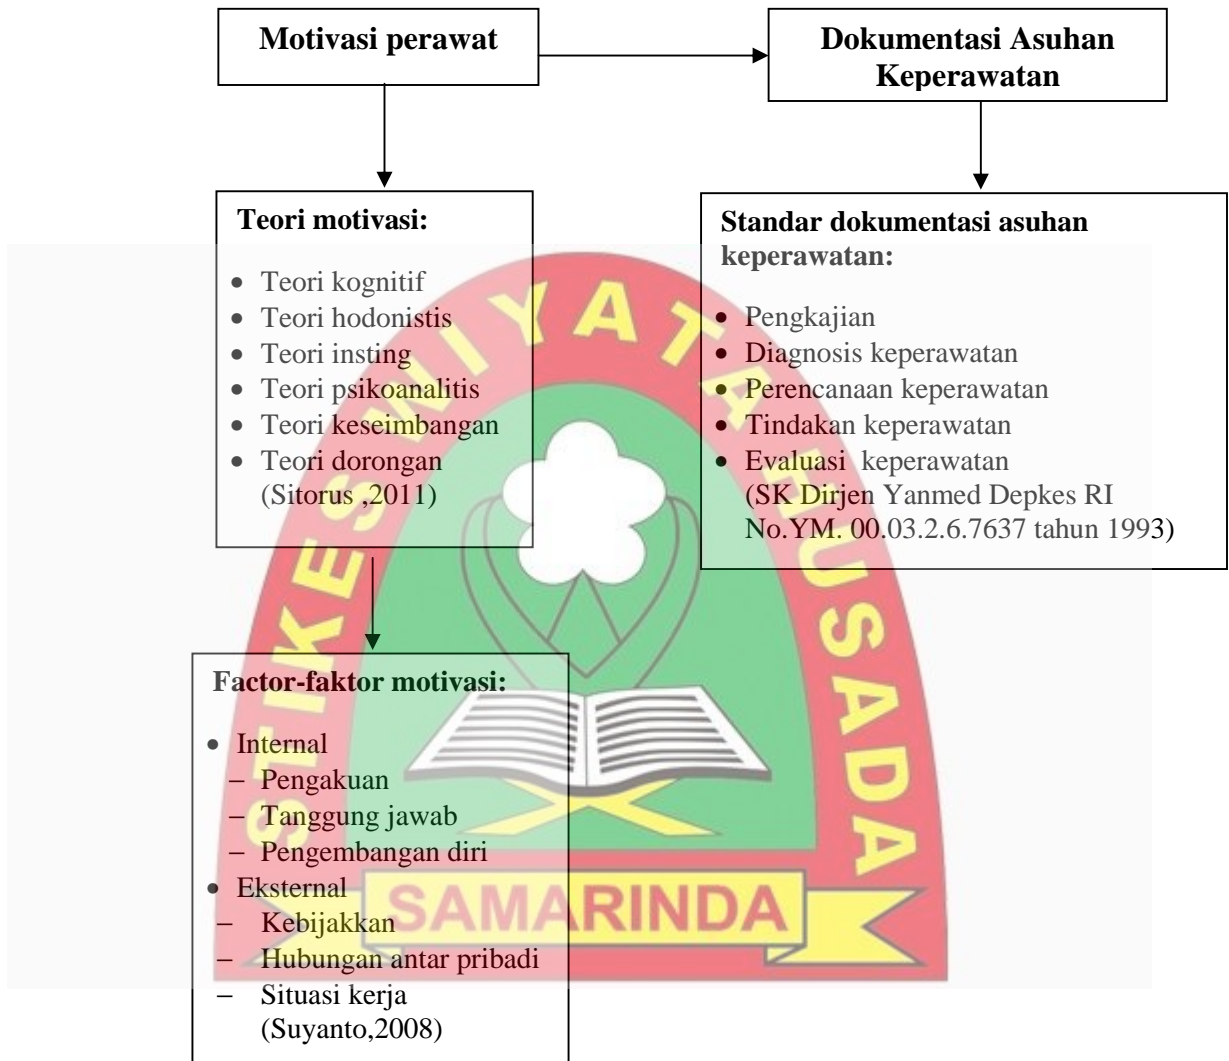 Motivasi perawat
Dokumentasi Asuhan
Keperawatan
Teori motivasi:
• Teori kognitif
• Teori hodonistis
• Teori insting
• Teori psikoanalitis
• Teori keseimbangan
• Teori dorongan
(Sitorus ,2011)
Standar dokumentasi asuhan
keperawatan:
• Pengkajian
• Diagnosis keperawatan
• Perencanaan keperawatan
• Tindakan keperawatan
• Evaluasi keperawatan
(SK Dirjen Yanmed Depkes RI
No.YM. 00.03.2.6.7637 tahun 1993)
Factor-faktor motivasi:
• Internal
– Pengakuan
– Tanggung jawab
– Pengembangan diri
• Eksternal
– Kebijakkan
– Hubungan antar pribadi
– Situasi kerja
(Suyanto,2008)
STIKES WIYATA HUSADA
SAMARINDA